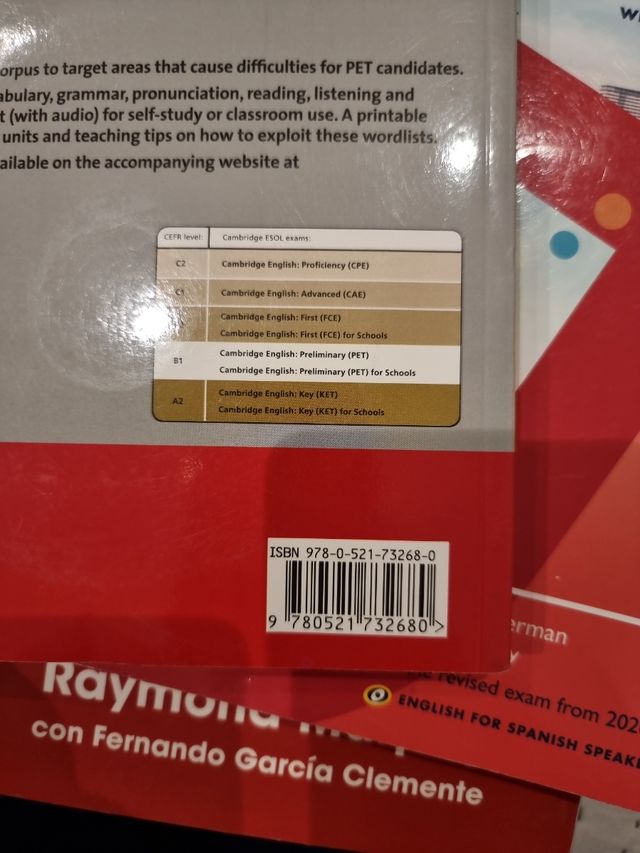 orpus to target areas that cause difficulties for PET candidates.
abulary, grammar, pronunciation, reading, listening and
t (with audio) for self-study or classroom use. A printable
units and teaching tips on how to exploit these wordlists.
ailable on the accompanying website at
CEFR level: Cambridge ESOL exams:
C2 Cambridge English: Proficiency (CPE)
C1 Cambridge English: Advanced (CAE)
Cambridge English: First (FCE)
Cambridge English: First (FCE) for Schools
B1 Cambridge English: Preliminary (PET)
Cambridge English: Preliminary (PET) for Schools
A2 Cambridge English: Key (KET)
Cambridge English: Key (KET) for Schools
ISBN 978-0-521-73268-0
9 780521 732680 >
erman
revised exam from 202
ENGLISH FOR SPANISH SPEAKE
Raymond
con Fernando García Clemente